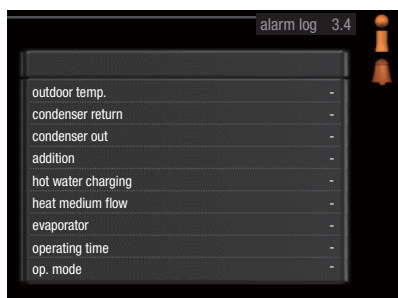 alarm log 3.4
outdoor temp. -
condenser return -
condenser out -
addition -
hot water charging -
heat medium flow -
evaporator -
operating time -
op. mode -